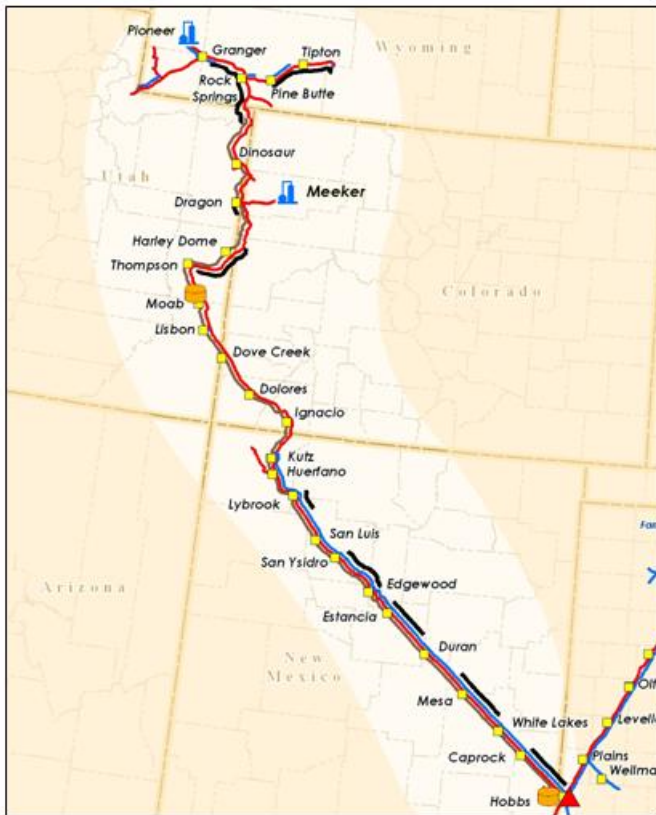 Pioneer
Granger
Tipton
Wyoming
Rock
Springs
Pine Butte
Dinosaur
Utah
Dragon
Meeker
Harley Dome
Thompson
Colorado
Moab
Lisbon
Dove Creek
Dolores
Ignacio
Kutz
Huerfano
Lybrook
San Luis
San Ysidro
Edgewood
Arizona
Estancia
New
Mexico
Duran
Mesa
White Lakes
Caprock
Plains
Hobbs